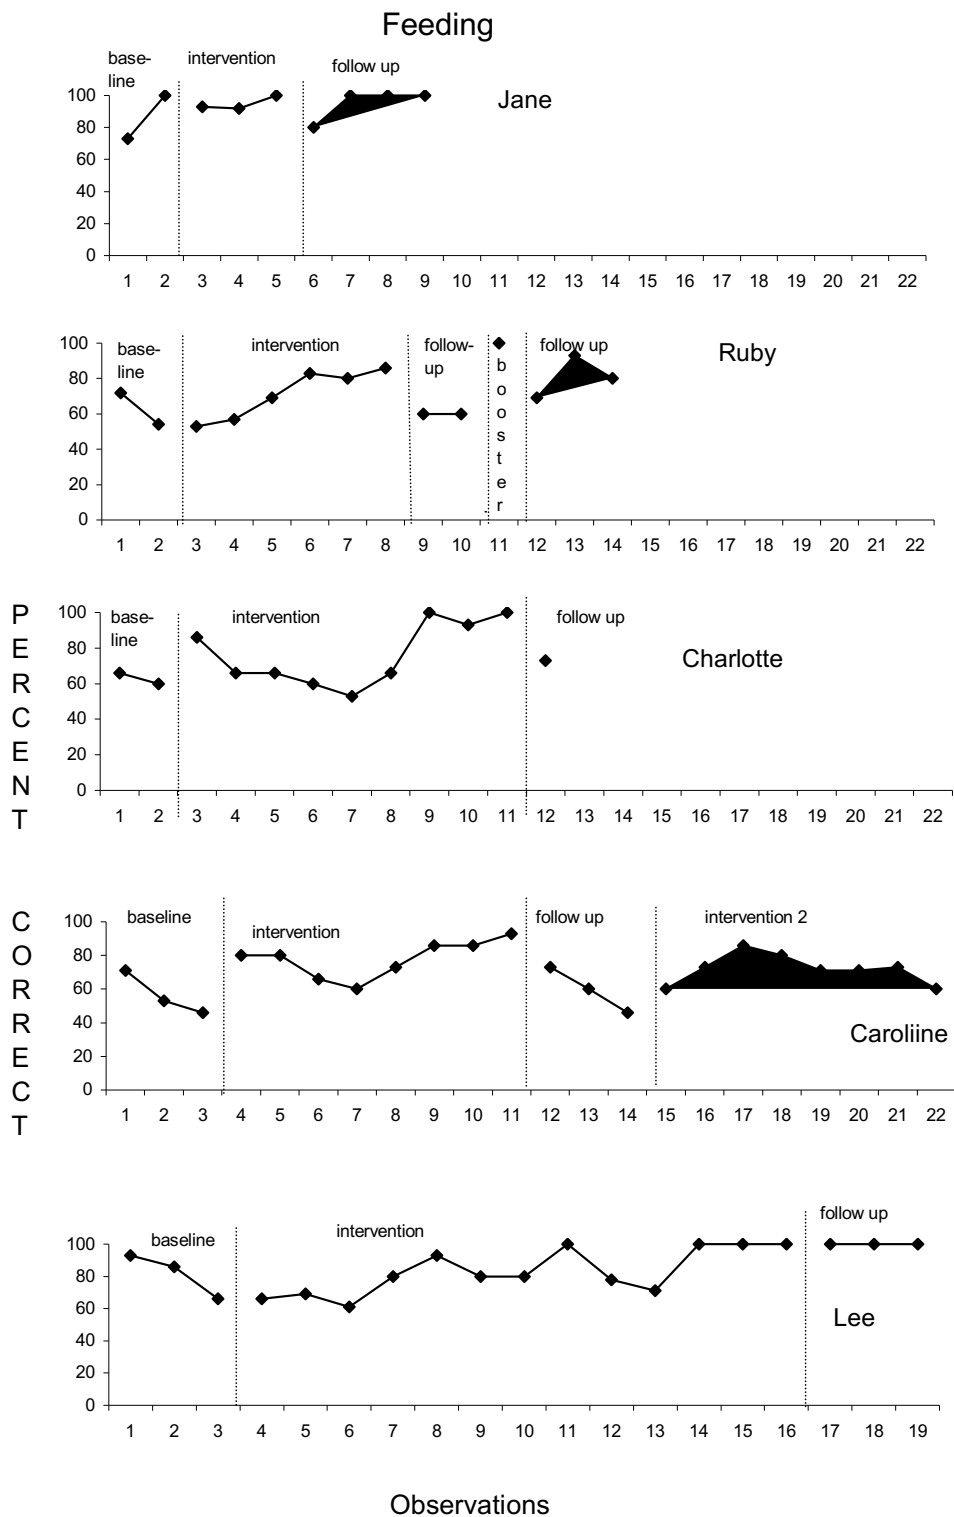 Feeding
base-
line
intervention
follow up
Jane
100
80
60
40
20
0
1 2 3 4 5 6 7 8 9 10 11 12 13 14 15 16 17 18 19 20 21 22
base-
line
intervention
follow-
up
b
o
o
s
t
e
r
follow up
Ruby
100
80
60
40
20
0
1 2 3 4 5 6 7 8 9 10 11 12 13 14 15 16 17 18 19 20 21 22
P
E
R
C
E
N
T
base-
line
intervention
follow up
Charlotte
100
80
60
40
20
0
1 2 3 4 5 6 7 8 9 10 11 12 13 14 15 16 17 18 19 20 21 22
C
O
R
R
E
C
T
baseline
intervention
follow up
intervention 2
Caroliine
100
80
60
40
20
0
1 2 3 4 5 6 7 8 9 10 11 12 13 14 15 16 17 18 19 20 21 22
baseline
intervention
follow up
Lee
100
80
60
40
20
0
1 2 3 4 5 6 7 8 9 10 11 12 13 14 15 16 17 18 19
Observations